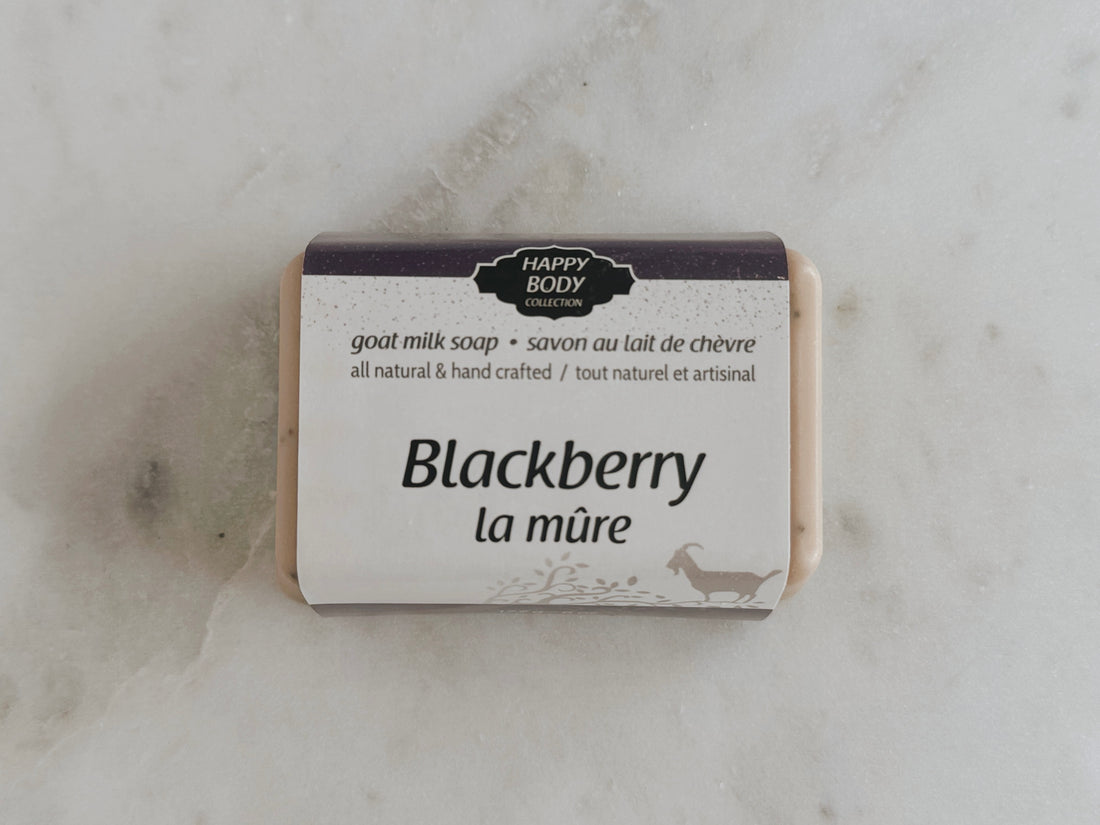 HAPPY
BODY
COLLECTION
goat milk soap • savon au lait de chèvre
all natural & hand crafted / tout naturel et artisinal
Blackberry
la mûre